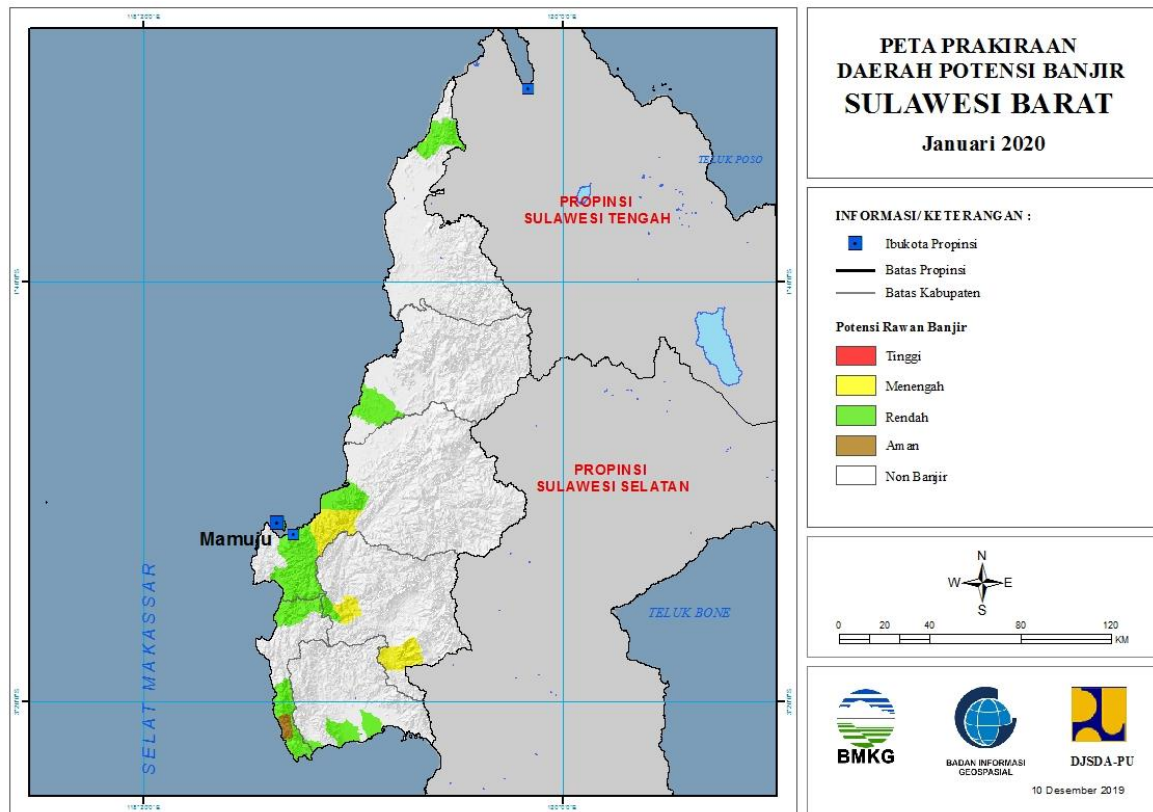 PETA PRAKIRAAN
DAERAH POTENSI BANJIR
SULAWESI BARAT
Januari 2020
INFORMASI/ KETERANGAN :
Ibukota Propinsi
Batas Propinsi
Batas Kabupaten
Potensi Rawan Banjir
Tinggi
Menengah
Rendah
Aman
Non Banjir
N
W E
S
0 20 40 80 120
KM
BMKG
BADAN INFORMASI
GEOSPASIAL
DJSDA-PU
10 Desember 2019
TELUK POSO
PROPINSI
SULAWESI TENGAH
PROPINSI
SULAWESI SELATAN
Mamuju
SELAT MAKASSAR
TELUK BONE